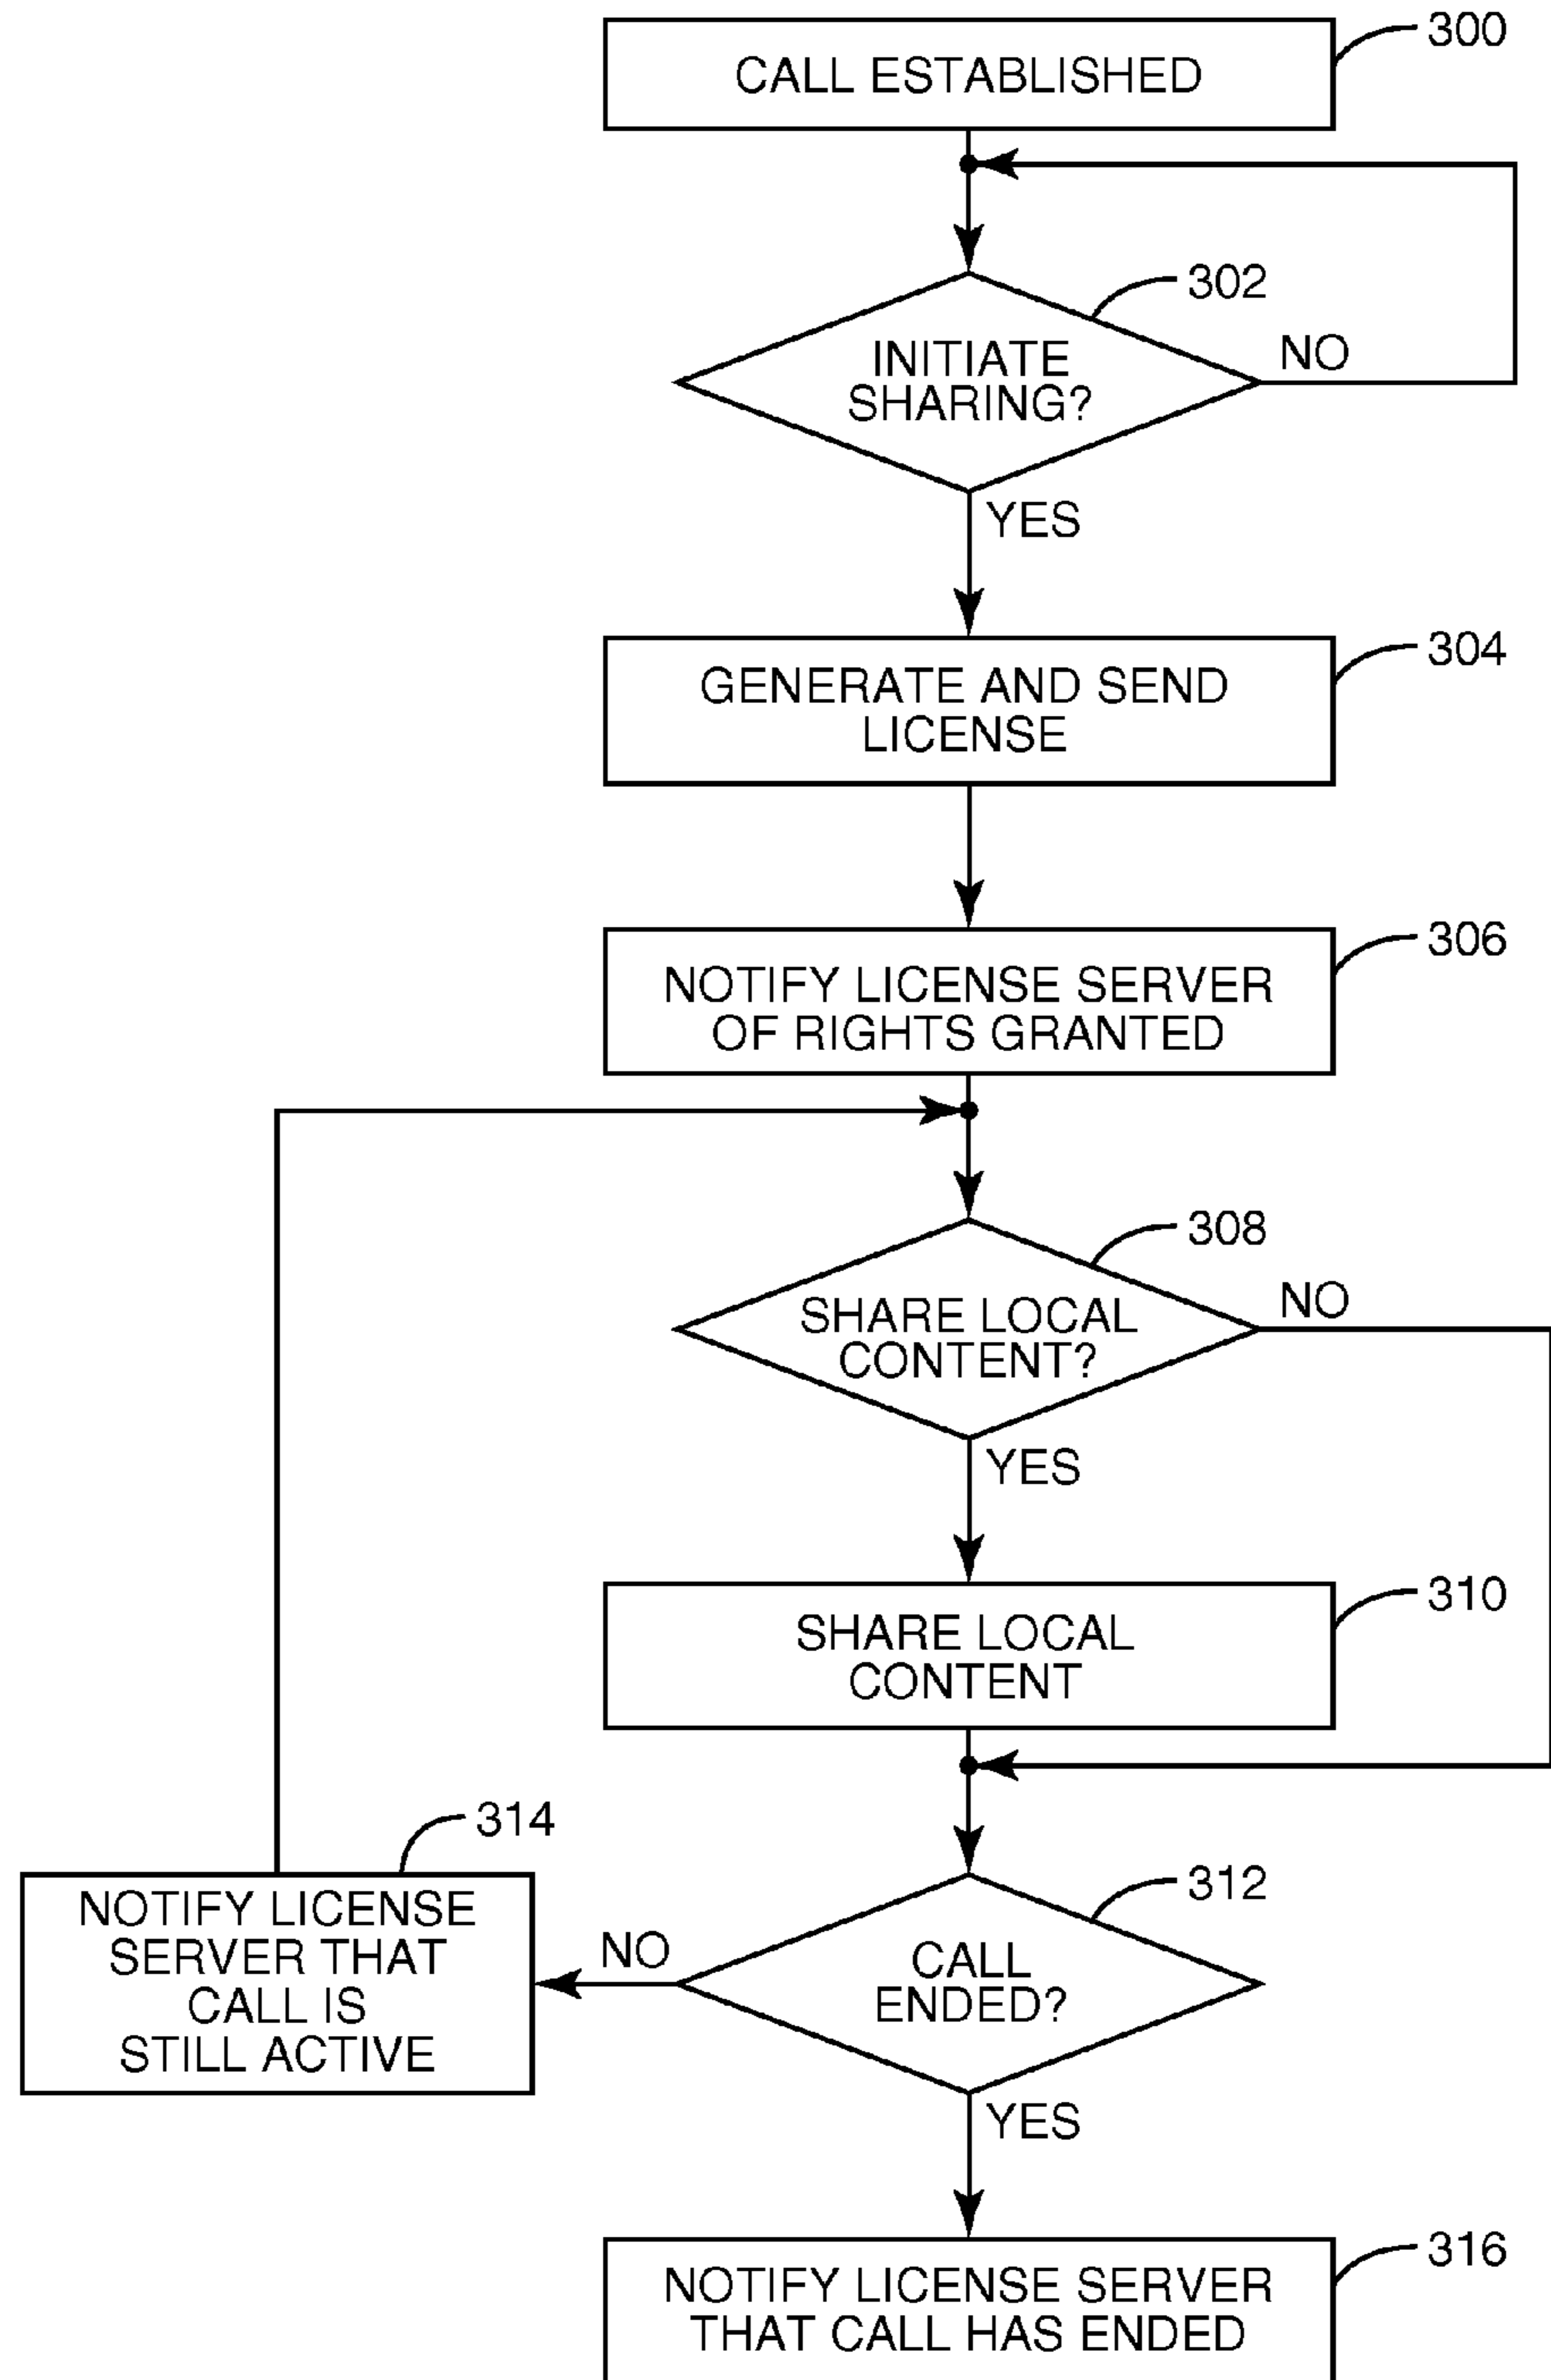 300
CALL ESTABLISHED
302
INITIATE
SHARING?
NO
YES
304
GENERATE AND SEND
LICENSE
306
NOTIFY LICENSE SERVER
OF RIGHTS GRANTED
308
SHARE LOCAL
CONTENT?
NO
YES
310
SHARE LOCAL
CONTENT
314
NOTIFY LICENSE
SERVER THAT
CALL IS
STILL ACTIVE
NO
312
CALL
ENDED?
YES
316
NOTIFY LICENSE SERVER
THAT CALL HAS ENDED